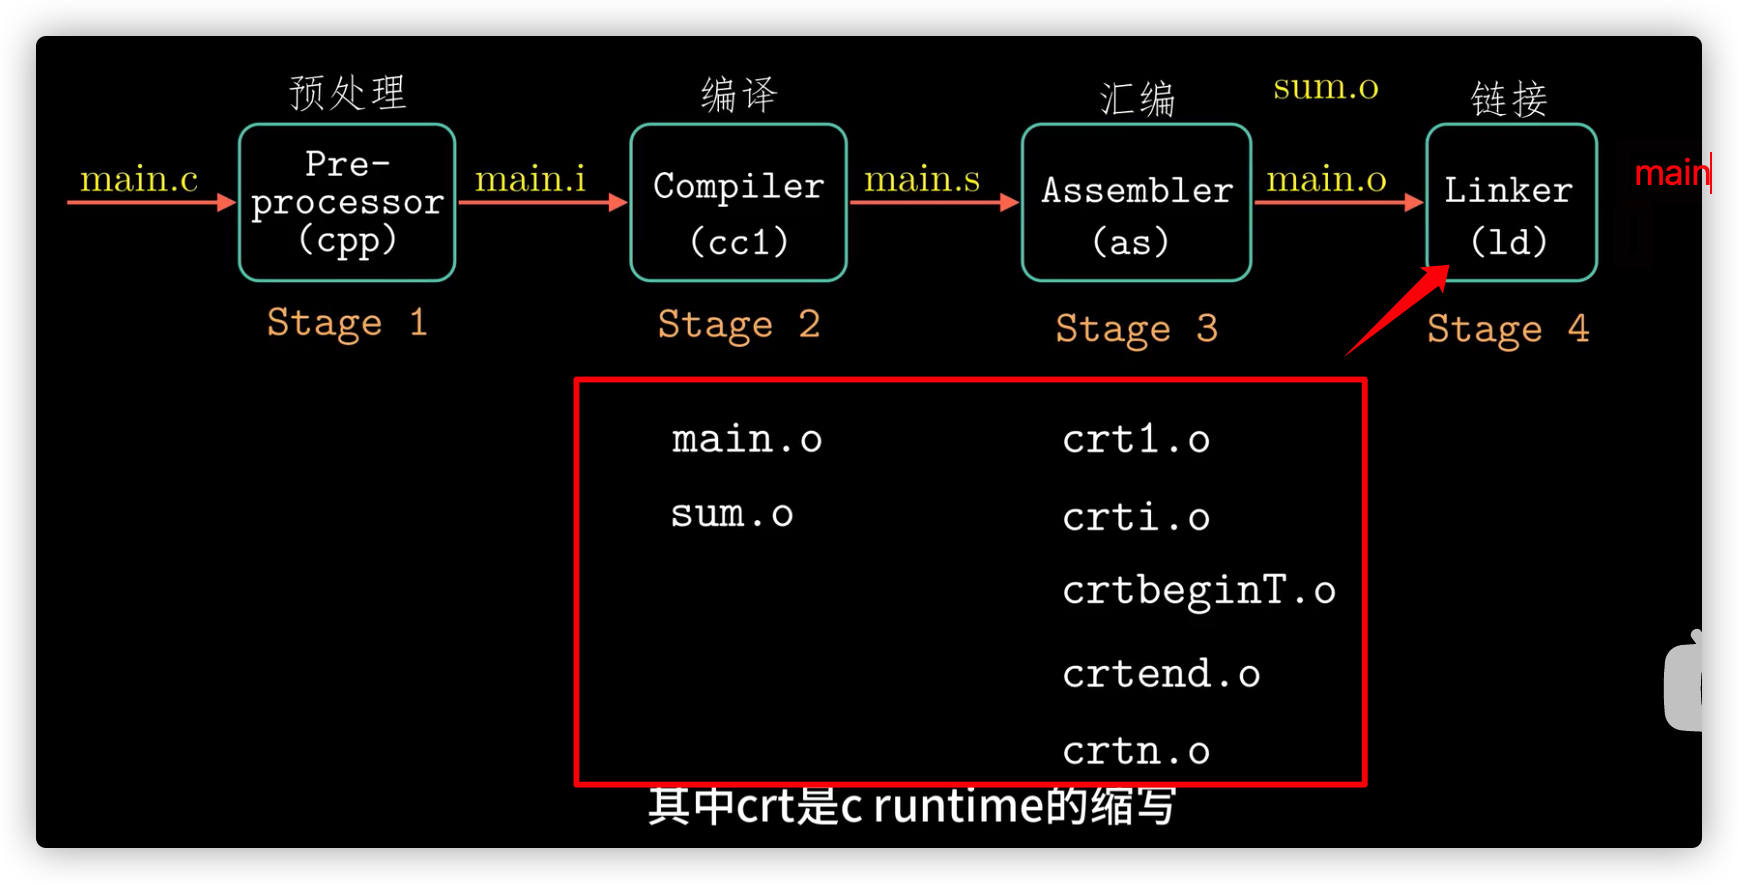 预处理
编译
汇编
sum.o
链接
main.c
Pre-
processor
(cpp)
main.i
Compiler
(cc1)
main.s
Assembler
(as)
main.o
Linker
(ld)
main
Stage 1
Stage 2
Stage 3
Stage 4
main.o
crt1.o
sum.o
crti.o
crtbeginT.o
crtend.o
crtn.o
其中crt是c runtime的缩写